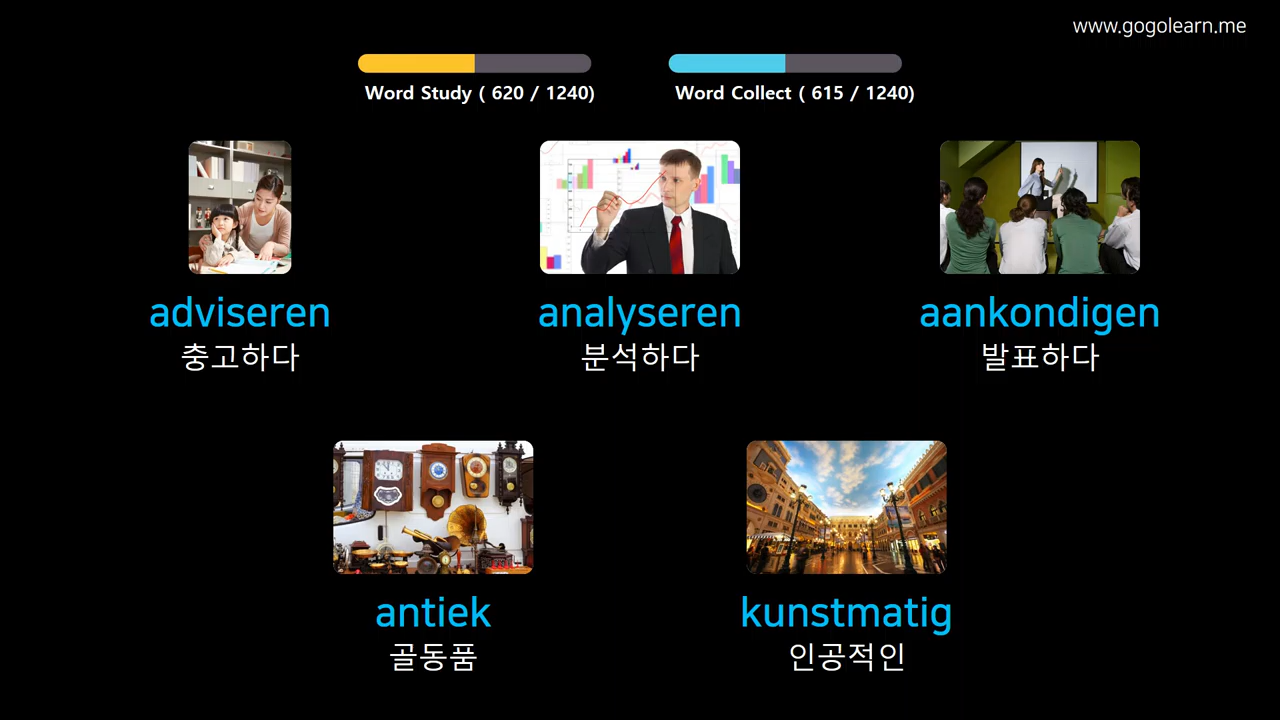 www.gogolearn.me
Word Study ( 620 / 1240)
Word Collect ( 615 / 1240)
adviseren
충고하다
analyseren
분석하다
aankondigen
발표하다
antiek
골동품
kunstmatig
인공적인